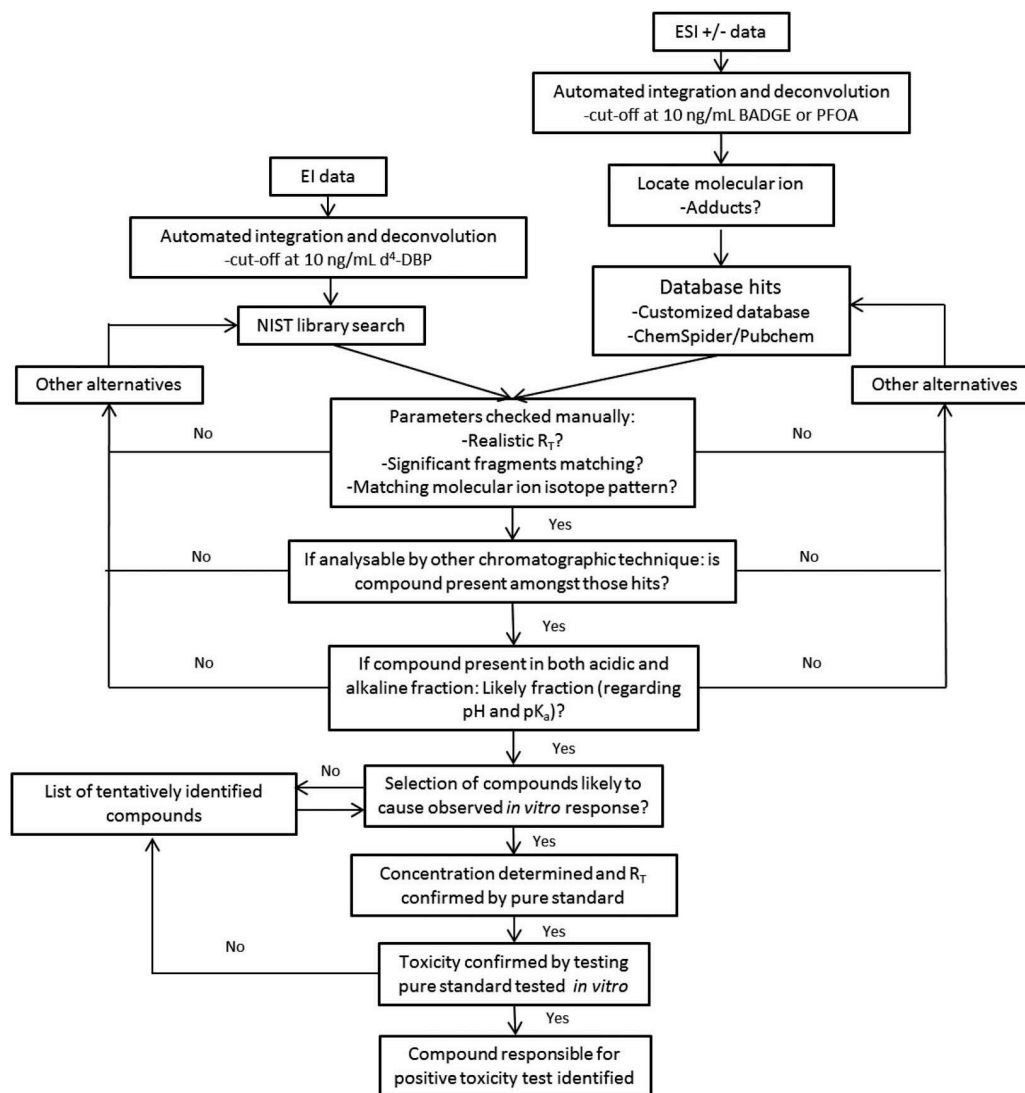 ESI +/- data
Automated integration and deconvolution
-cut-off at 10 ng/mL BADGE or PFOA
EI data
Locate molecular ion
-Adducts?
Automated integration and deconvolution
-cut-off at 10 ng/mL d⁴-DBP
Database hits
-Customized database
-ChemSpider/Pubchem
NIST library search
Other alternatives
Other alternatives
Parameters checked manually:
-Realistic R_T?
-Significant fragments matching?
-Matching molecular ion isotope pattern?
No
No
Yes
If analysable by other chromatographic technique: is
compound present amongst those hits?
No
No
Yes
If compound present in both acidic and
alkaline fraction: Likely fraction (regarding
pH and pK_a)?
No
No
Yes
Selection of compounds likely to
cause observed in vitro response?
No
List of tentatively identified
compounds
Yes
Concentration determined and R_T
confirmed by pure standard
Yes
No
Toxicity confirmed by testing
pure standard tested in vitro
Yes
Compound responsible for
positive toxicity test identified